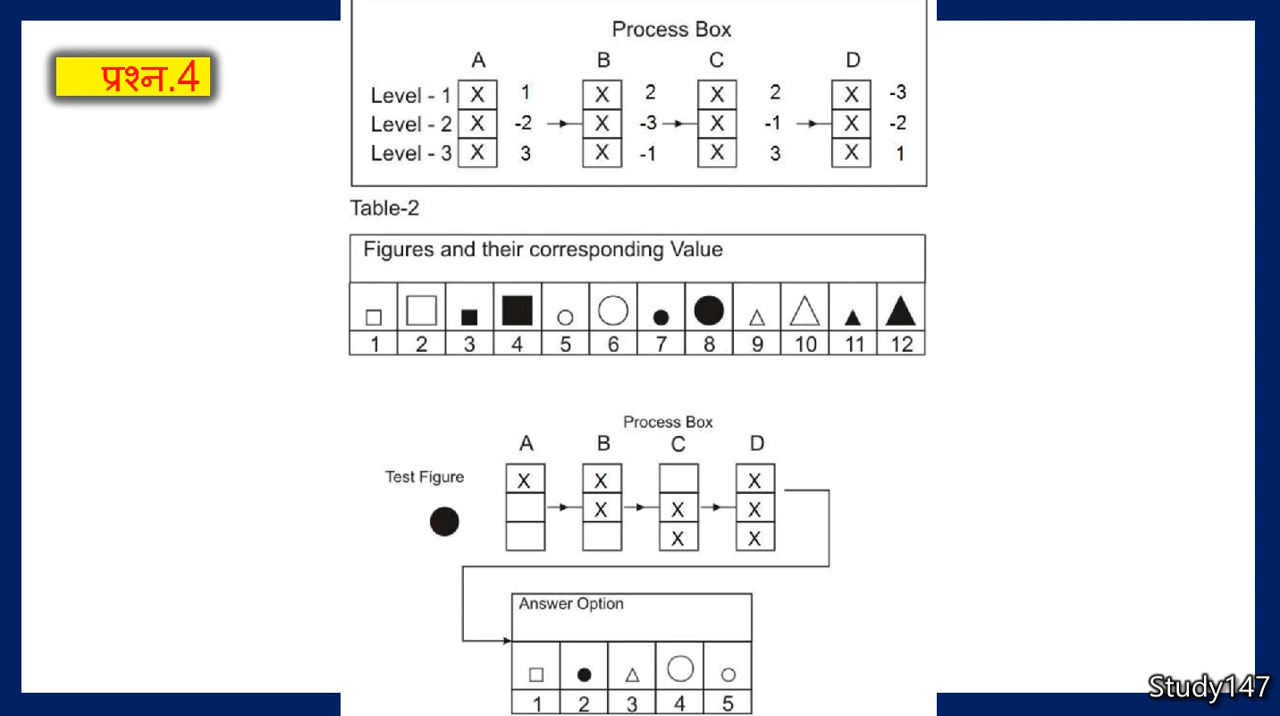 प्रश्न.4
Process Box
A B C D
Level - 1 X 1 X 2 X 2 X -3
Level - 2 X -2 X -3 X -1 X -2
Level - 3 X 3 X -1 X 3 X 1
Table-2
Figures and their corresponding Value
1 2 3 4 5 6 7 8 9 10 11 12
Process Box
A B C D
Test Figure
X X X
X X X
X X
Answer Option
1 2 3 4 5
Study147